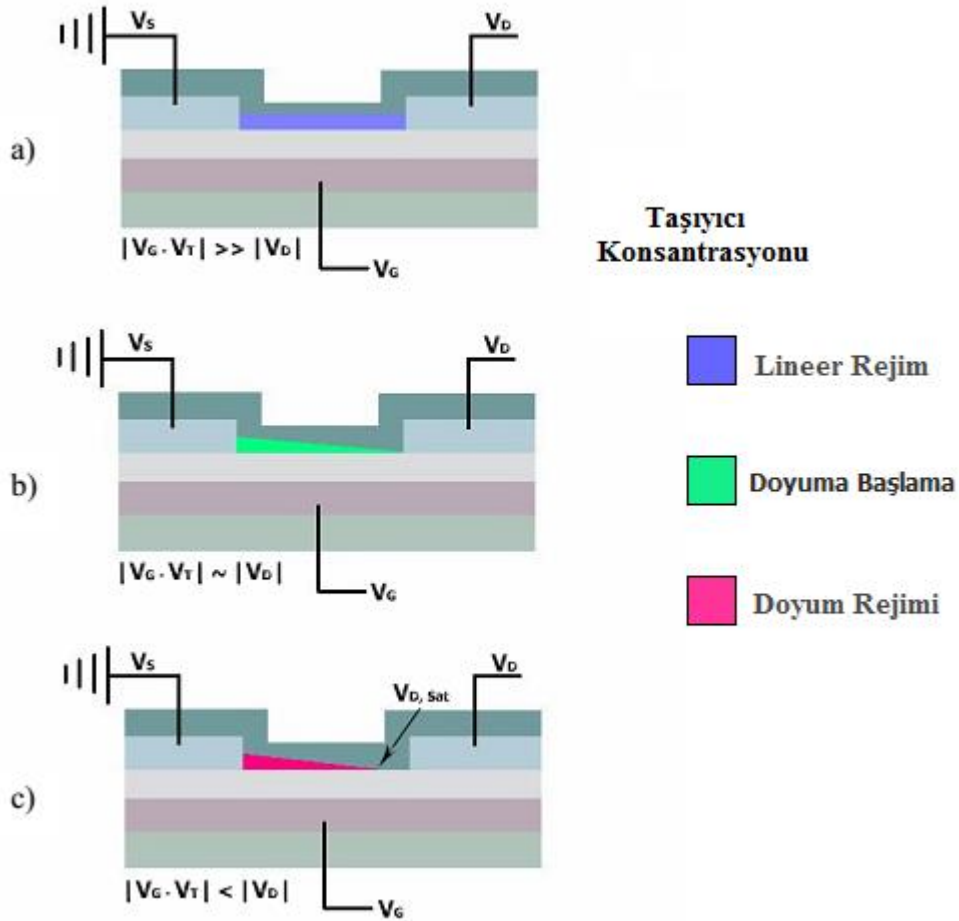 Vs
VD
a)
|VG - VT| >> |VD|
VG
Taşıyıcı
Konsantrasyonu
Vs
VD
Lineer Rejim
b)
Doyuma Başlama
|VG - VT| ~ |VD|
VG
Doyum Rejimi
Vs
VD
VD, Sat
c)
|VG - VT| < |VD|
VG